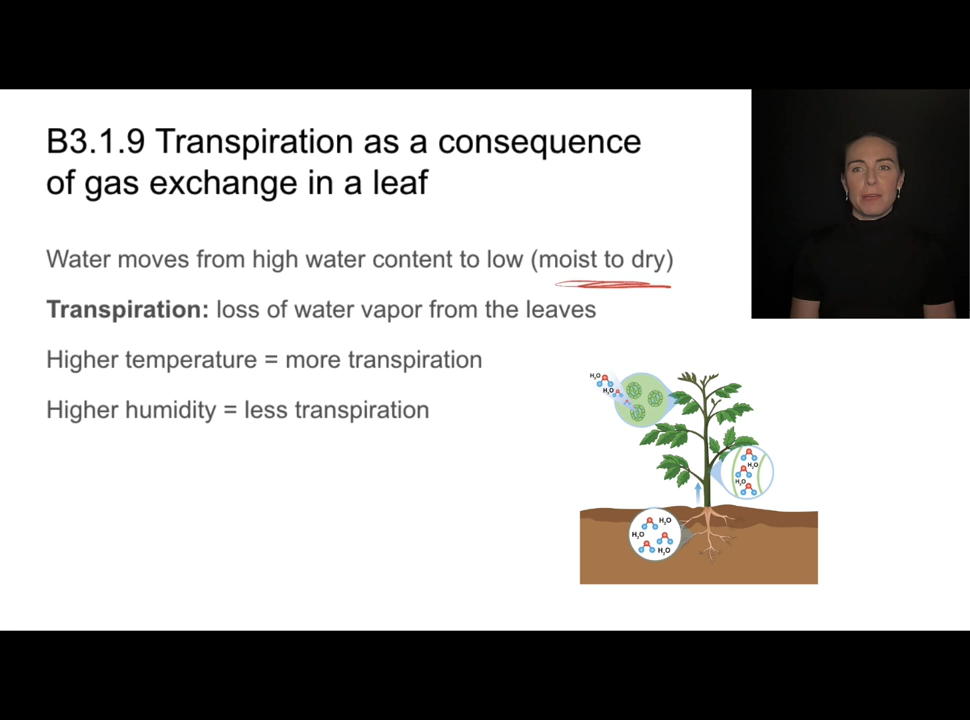 B3.1.9 Transpiration as a consequence
of gas exchange in a leaf
Water moves from high water content to low (moist to dry)
Transpiration: loss of water vapor from the leaves
Higher temperature = more transpiration
Higher humidity = less transpiration
H₂O
H₂O
H₂O
H₂O
H₂O
H₂O
H₂O